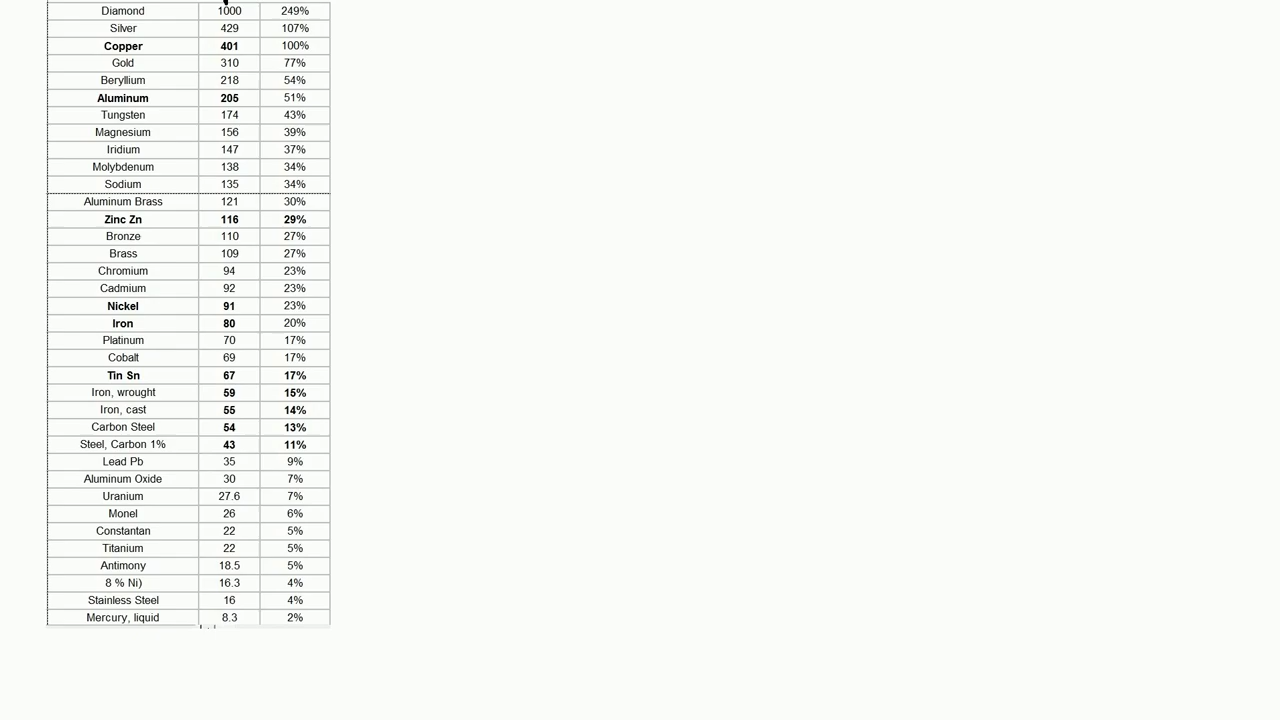 Diamond 1000 249%
Silver 429 107%
Copper 401 100%
Gold 310 77%
Beryllium 218 54%
Aluminum 205 51%
Tungsten 174 43%
Magnesium 156 39%
Iridium 147 37%
Molybdenum 138 34%
Sodium 135 34%
Aluminum Brass 121 30%
Zinc Zn 116 29%
Bronze 110 27%
Brass 109 27%
Chromium 94 23%
Cadmium 92 23%
Nickel 91 23%
Iron 80 20%
Platinum 70 17%
Cobalt 69 17%
Tin Sn 67 17%
Iron, wrought 59 15%
Iron, cast 55 14%
Carbon Steel 54 13%
Steel, Carbon 1% 43 11%
Lead Pb 35 9%
Aluminum Oxide 30 7%
Uranium 27.6 7%
Monel 26 6%
Constantan 22 5%
Titanium 22 5%
Antimony 18.5 5%
8 % Ni) 16.3 4%
Stainless Steel 16 4%
Mercury, liquid 8.3 2%